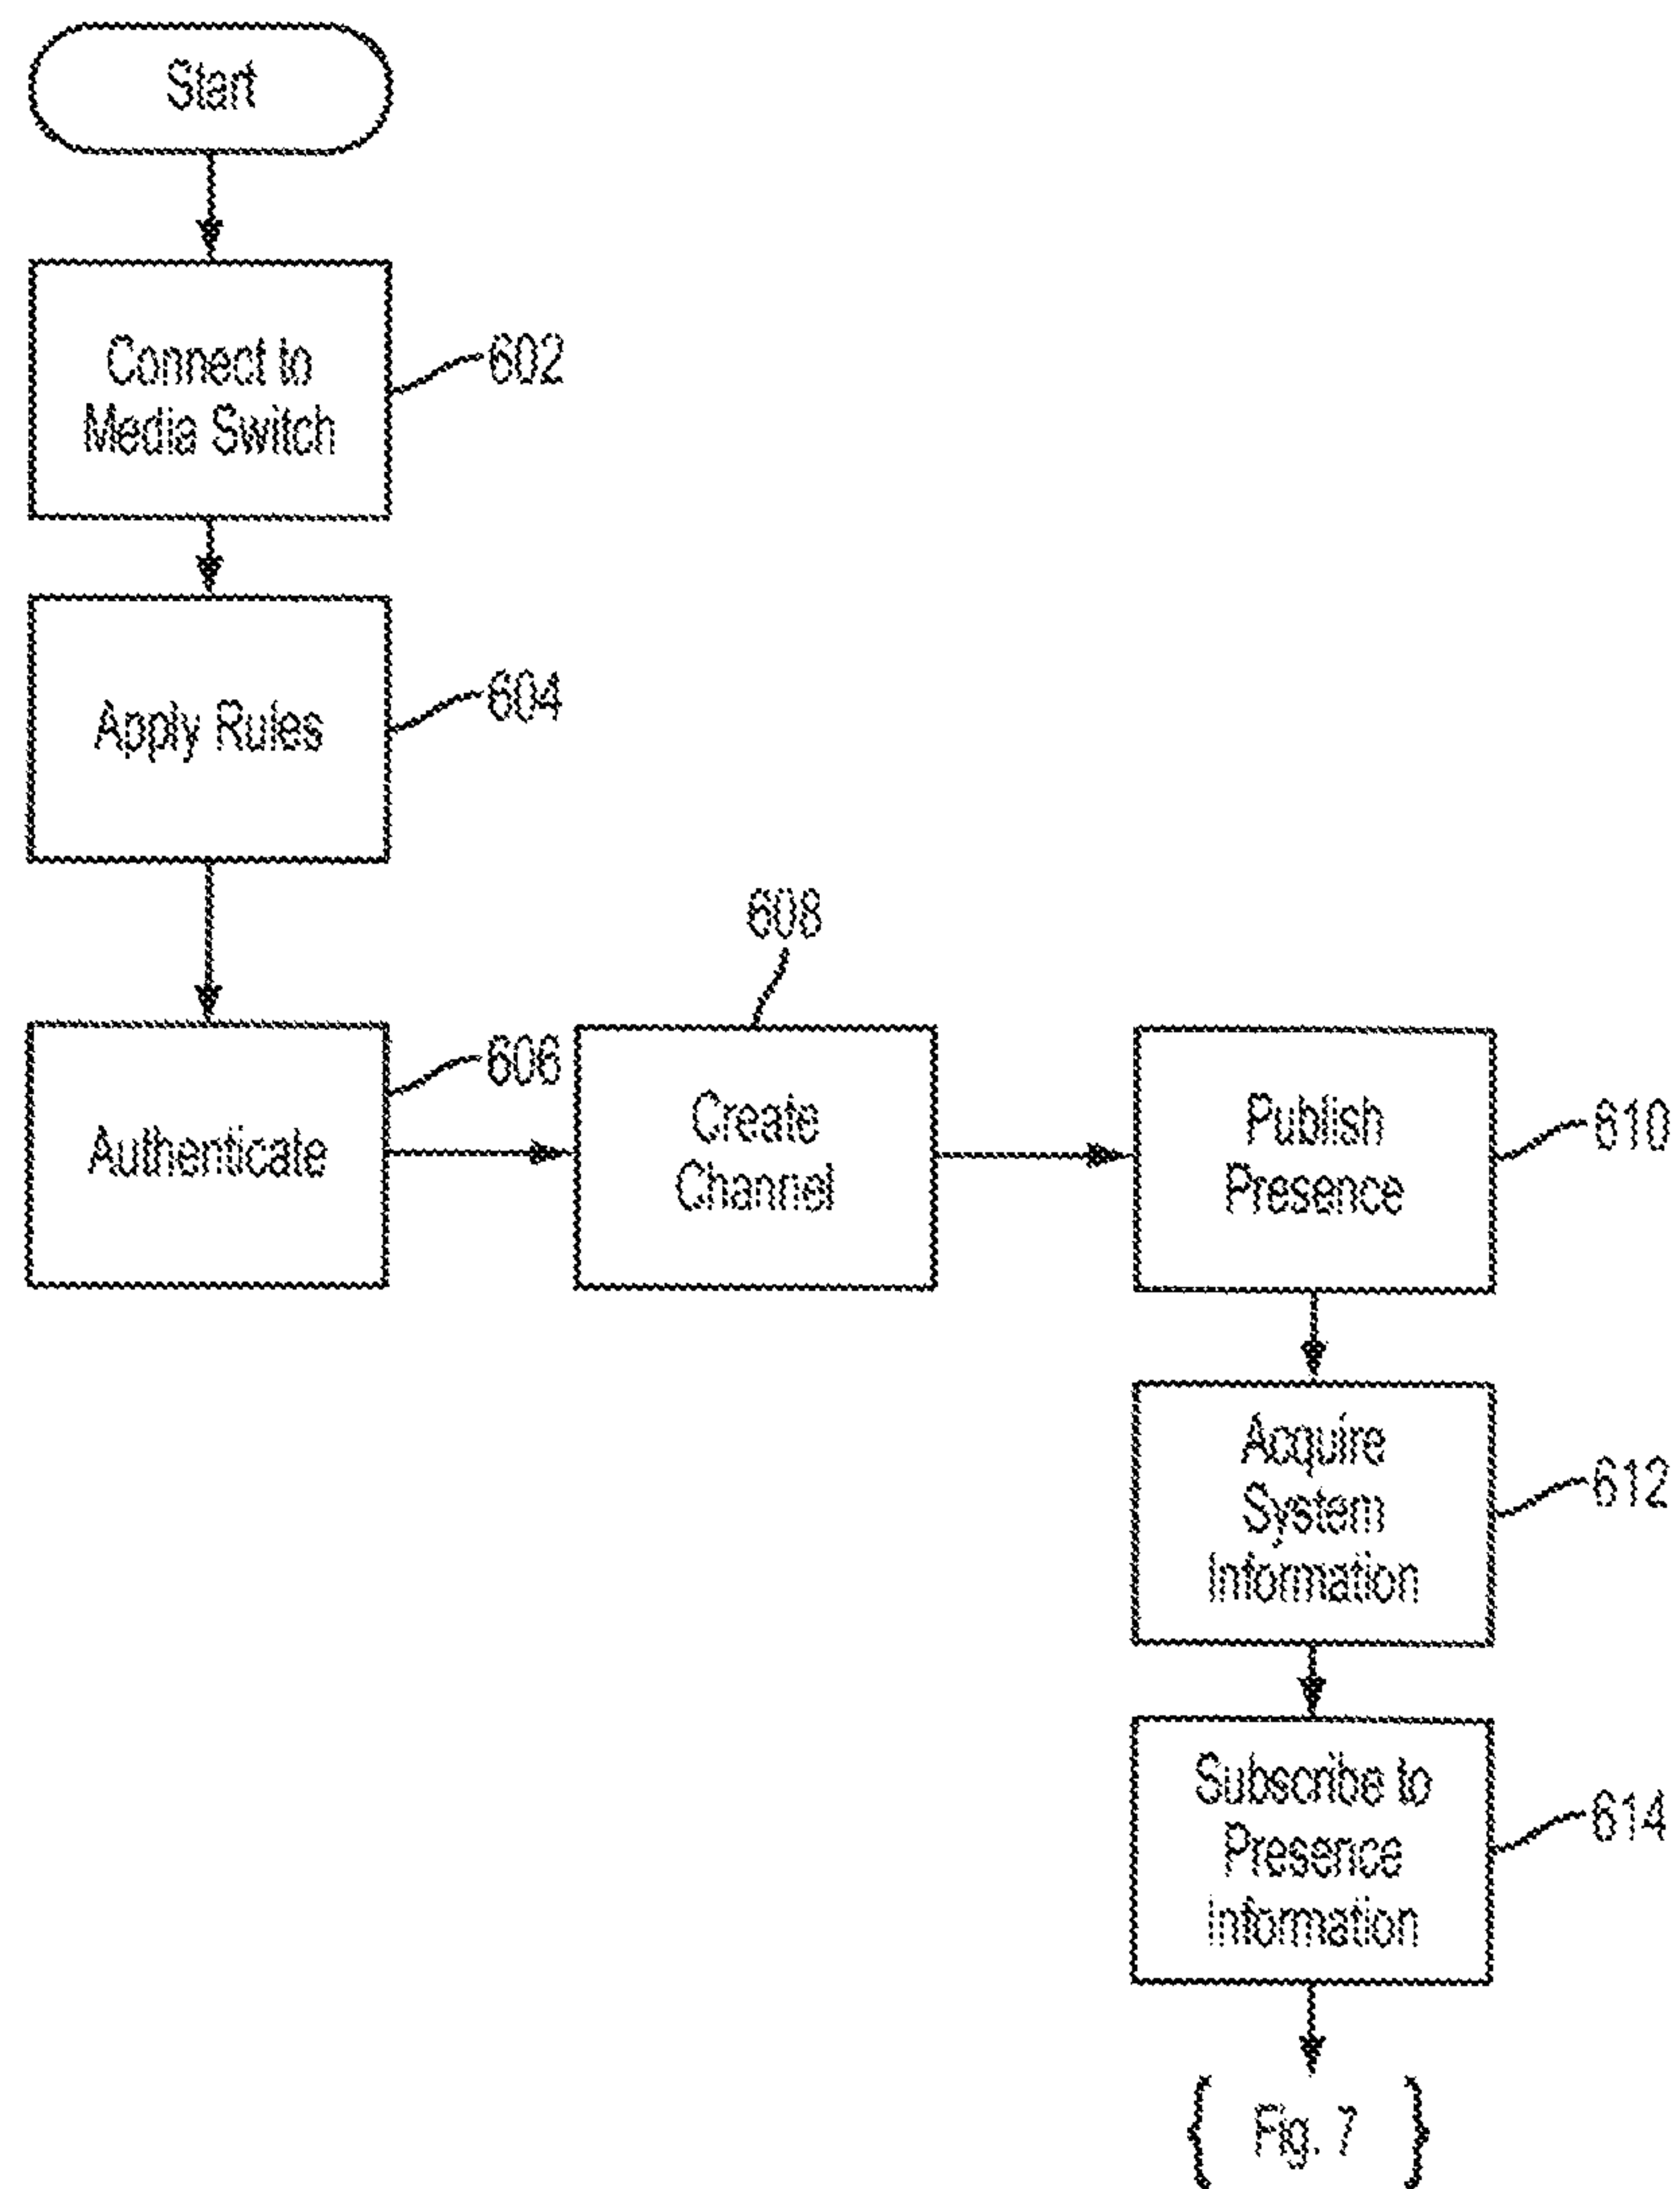 Start
Connect to
Media Switch
602
Apply Rules
604
Authenticate
606
Create
Channel
608
Publish
Presence
610
Acquire
System
Information
612
Subscribe to
Presence
Information
614
{ Fig. 7 }